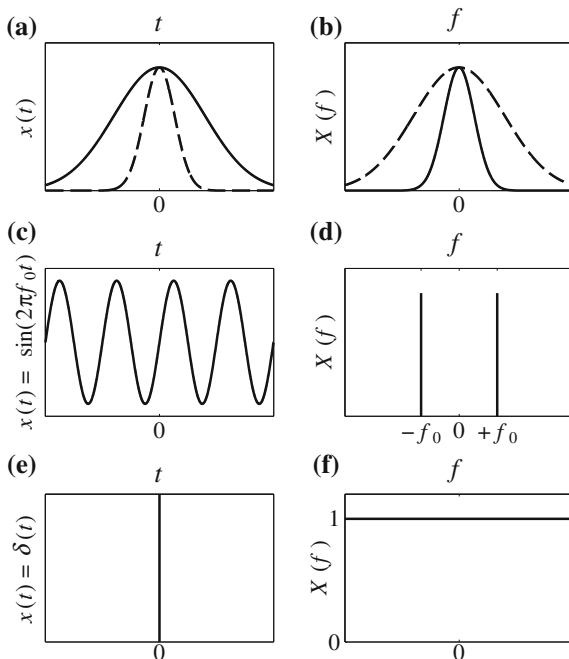 (a)
t
x(t)
0
(b)
f
X(f)
0
(c)
t
x(t) = sin(2πf₀t)
0
(d)
f
X(f)
−f₀ 0 +f₀
(e)
t
x(t) = δ(t)
0
(f)
f
X(f)
1
0
0